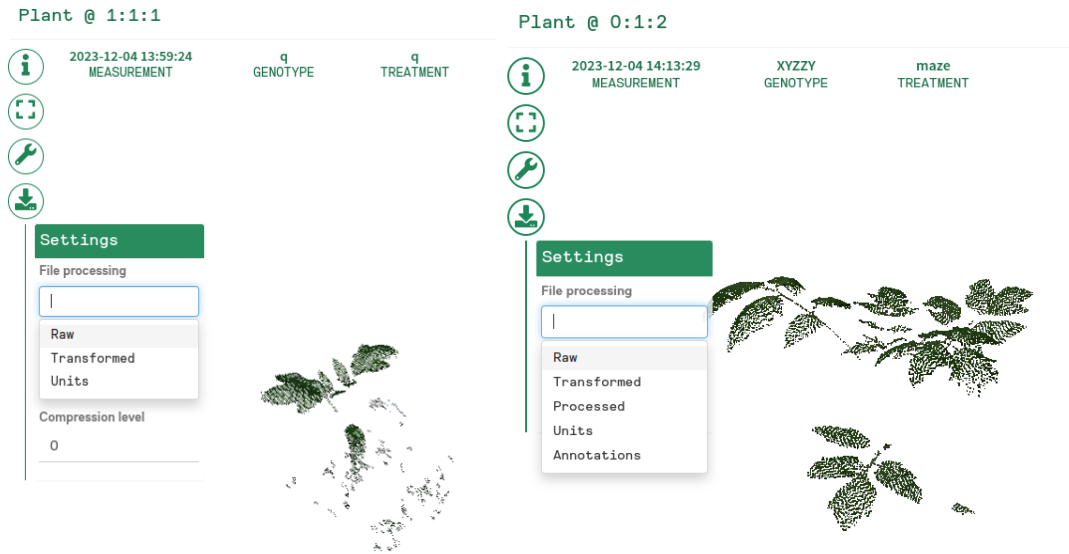 Plant @ 1:1:1
2023-12-04 13:59:24 q q
MEASUREMENT GENOTYPE TREATMENT
Settings
File processing
Raw
Transformed
Units
Compression level
0
Plant @ 0:1:2
2023-12-04 14:13:29 XYZZY maze
MEASUREMENT GENOTYPE TREATMENT
Settings
File processing
Raw
Transformed
Processed
Units
Annotations